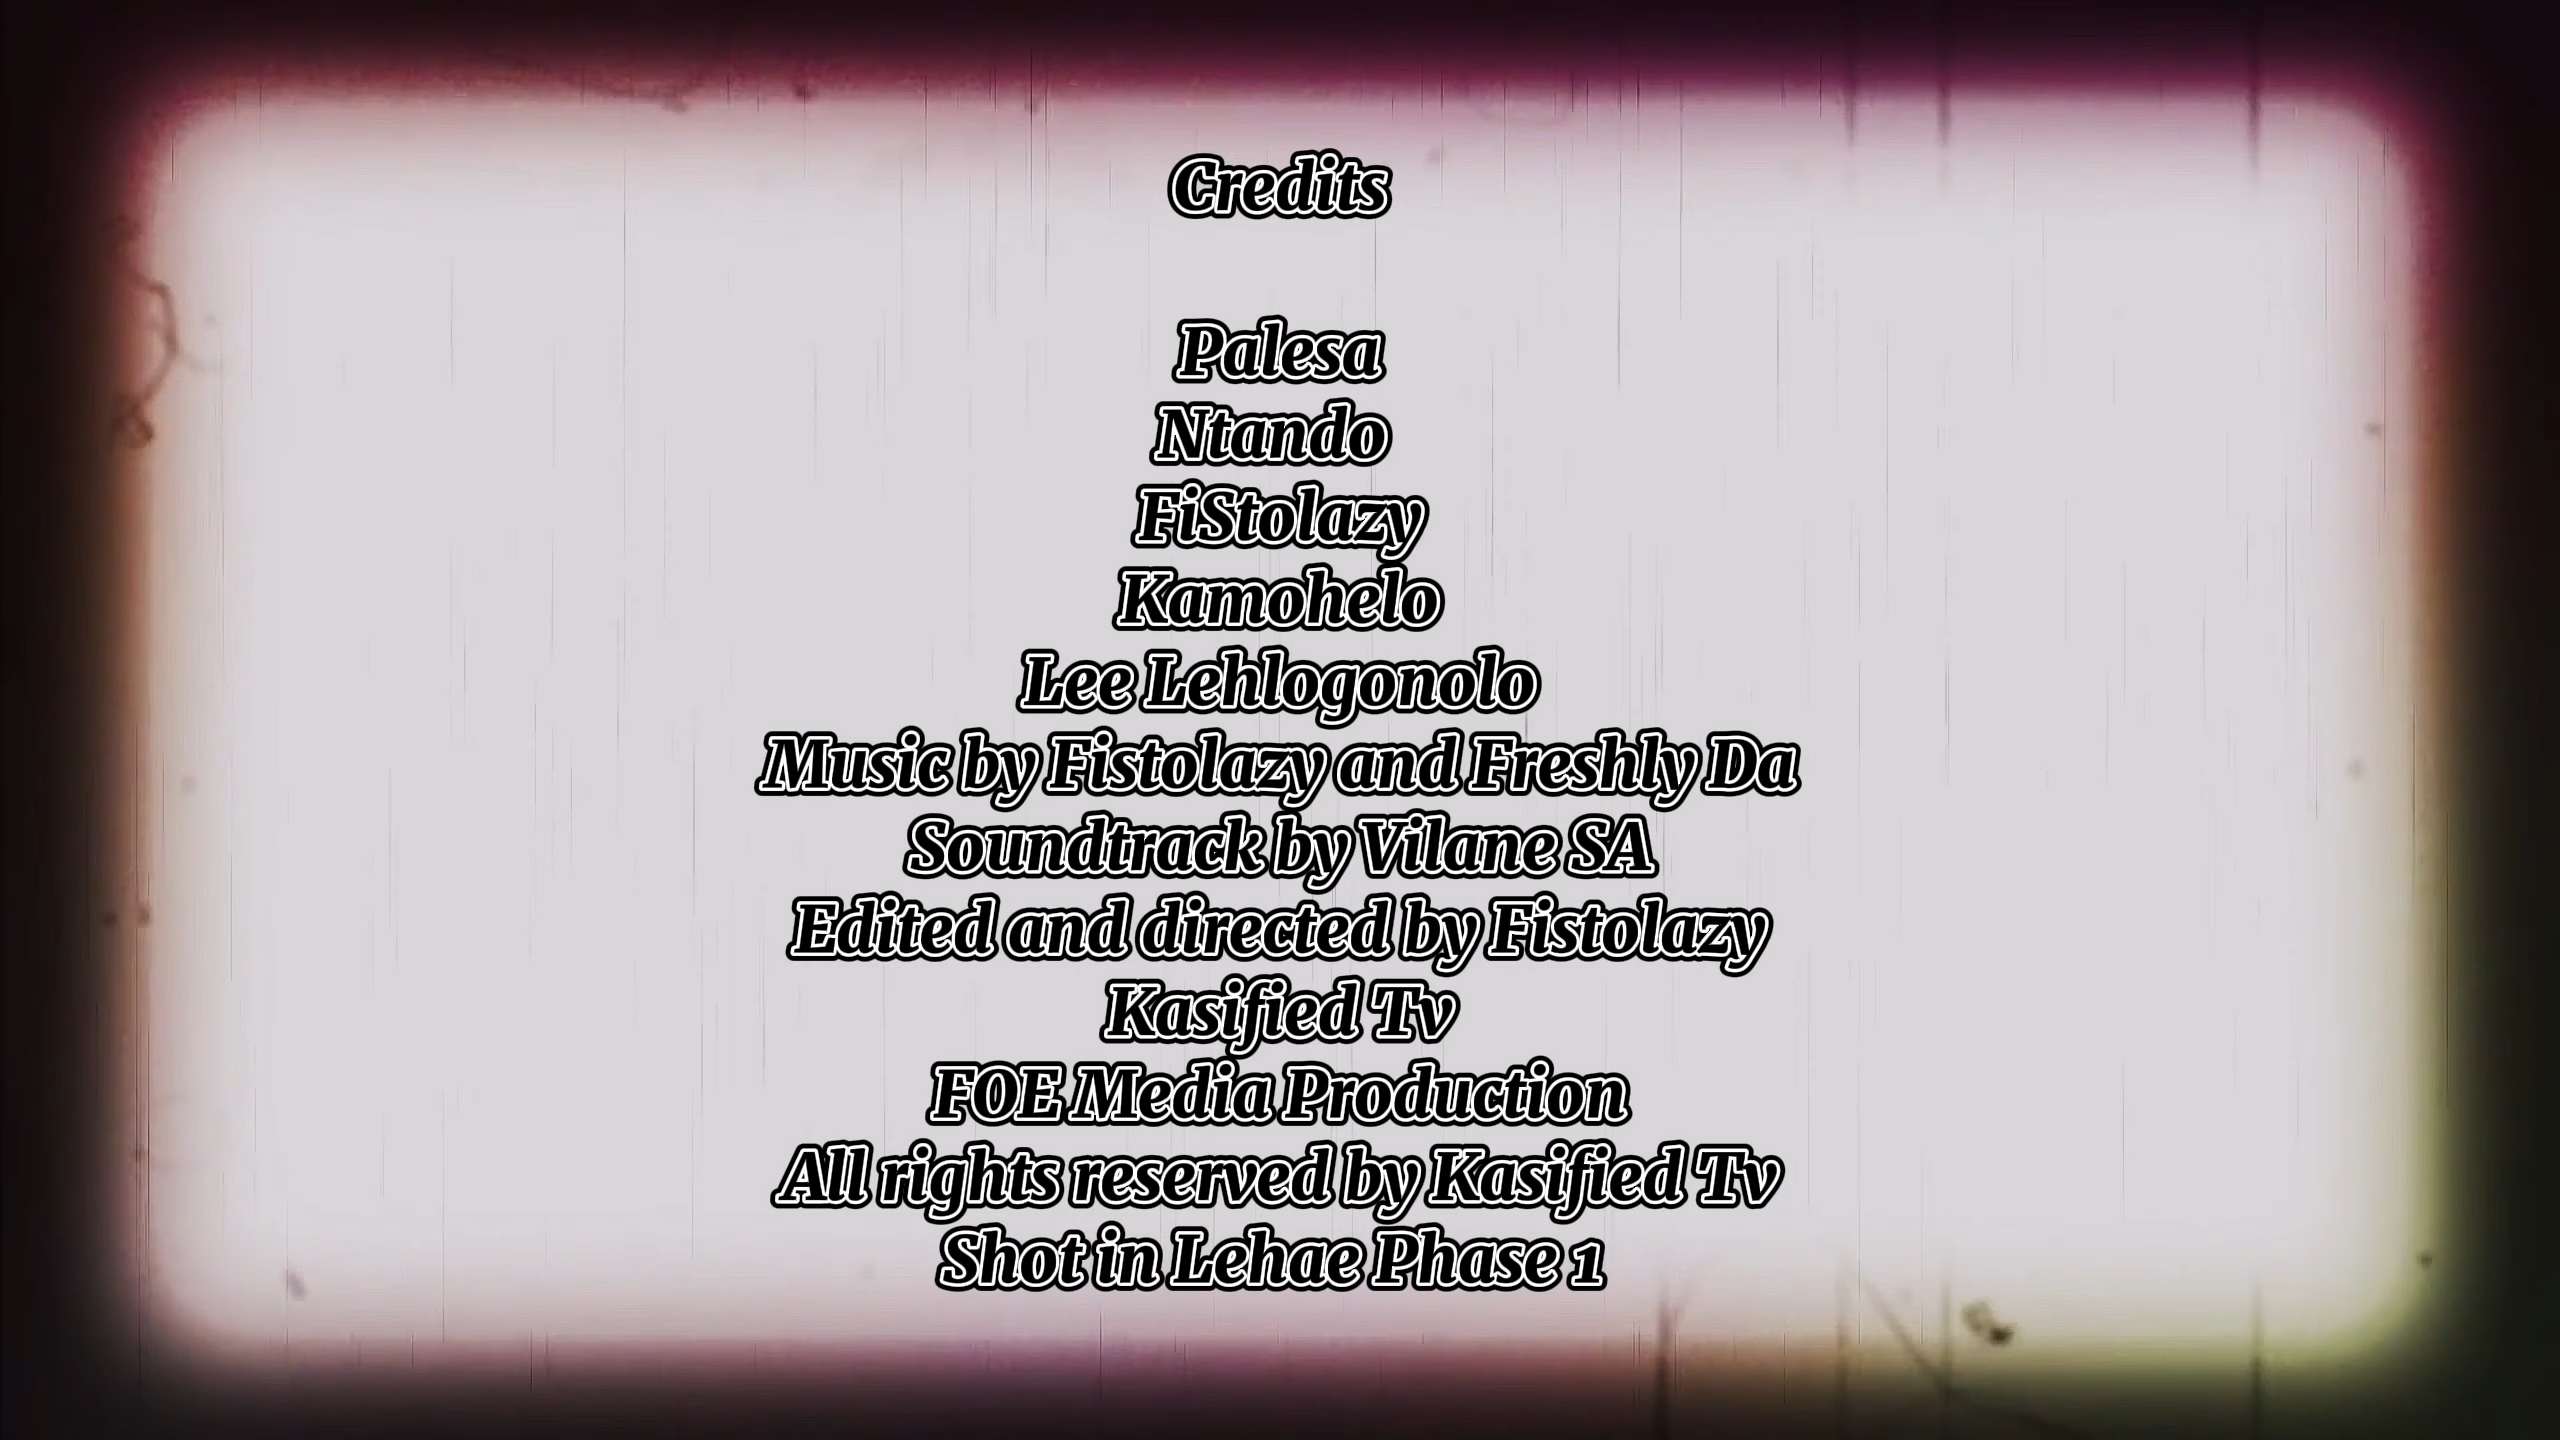 Credits
Palesa
Ntando
FiStolazy
Kamohelo
Lee Lehlogonolo
Music by Fistolazy and Freshly Da
Soundtrack by Vilane SA
Edited and directed by Fistolazy
Kasified Tv
FOE Media Production
All rights reserved by Kasified Tv
Shot in Lehae Phase 1